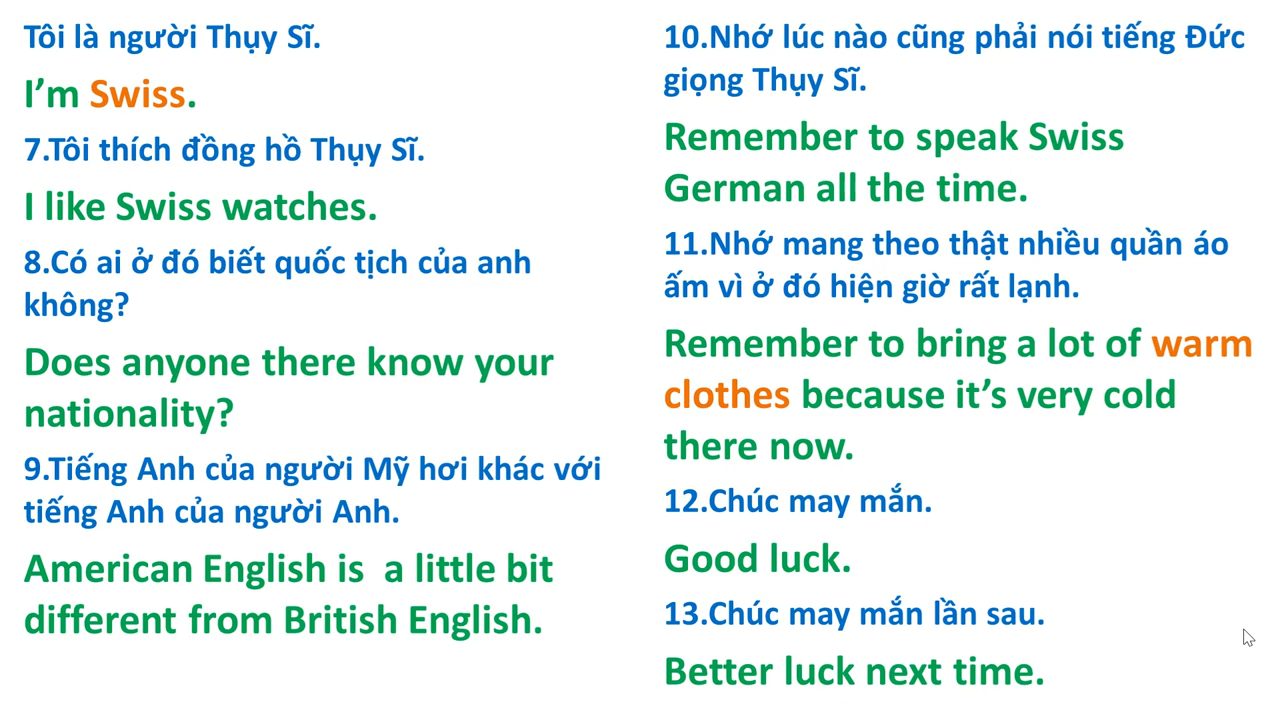 Tôi là người Thụy Sĩ.
I’m Swiss.
7.Tôi thích đồng hồ Thụy Sĩ.
I like Swiss watches.
8.Có ai ở đó biết quốc tịch của anh
không?
Does anyone there know your
nationality?
9.Tiếng Anh của người Mỹ hơi khác với
tiếng Anh của người Anh.
American English is  a little bit
different from British English.
10.Nhớ lúc nào cũng phải nói tiếng Đức
giọng Thụy Sĩ.
Remember to speak Swiss
German all the time.
11.Nhớ mang theo thật nhiều quần áo
ấm vì ở đó hiện giờ rất lạnh.
Remember to bring a lot of warm
clothes because it’s very cold
there now.
12.Chúc may mắn.
Good luck.
13.Chúc may mắn lần sau.
Better luck next time.